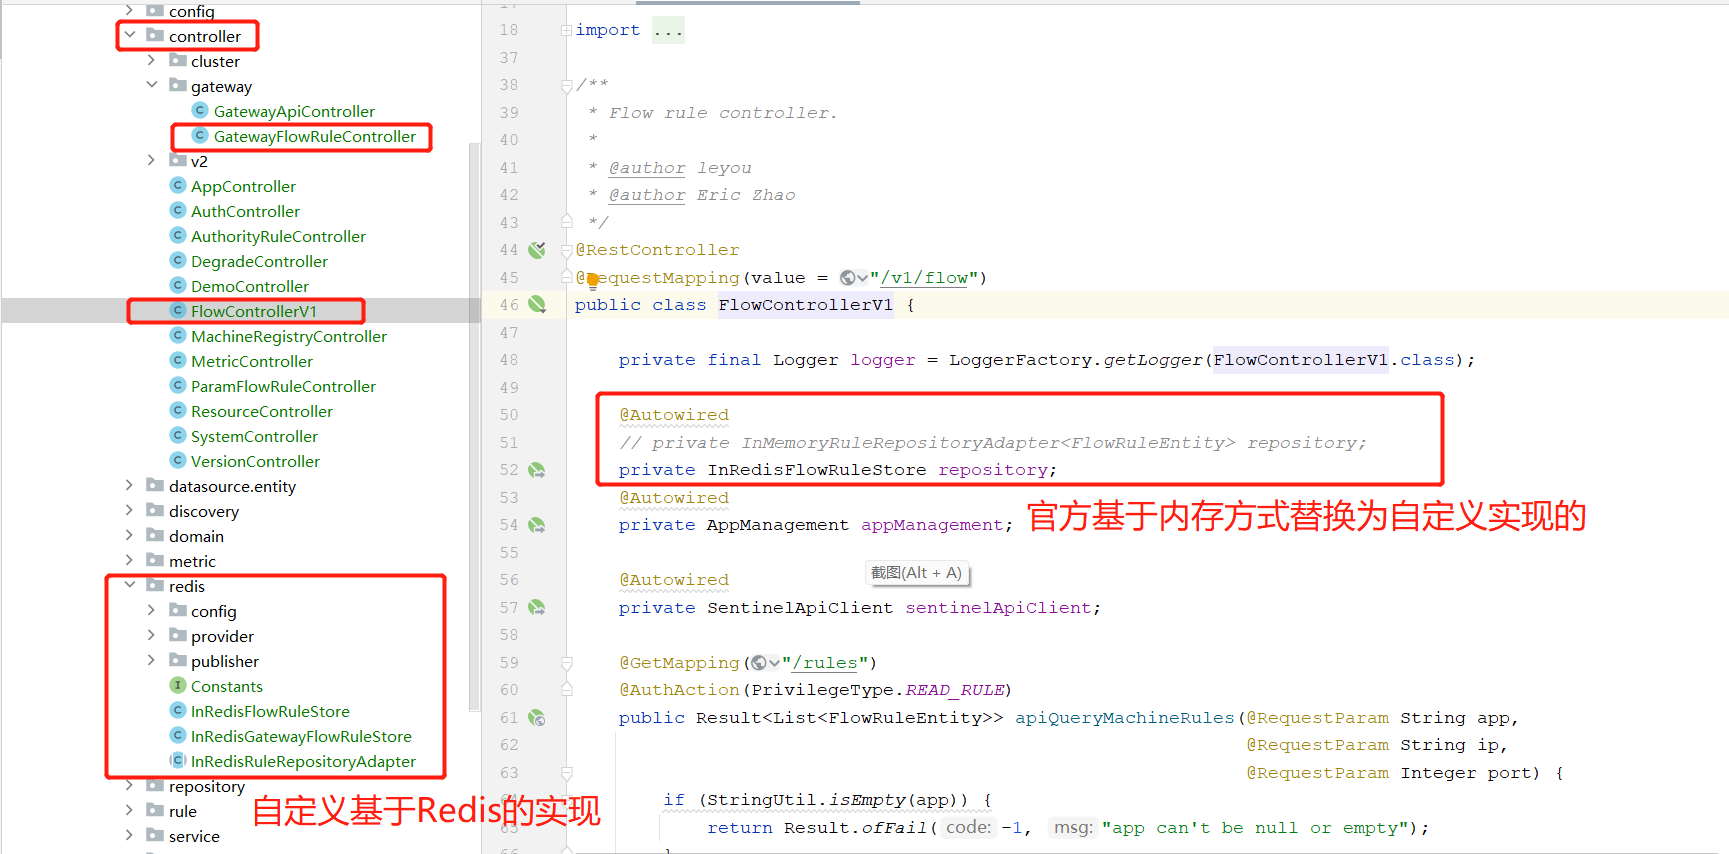 config
controller
cluster
gateway
GatewayApiController
GatewayFlowRuleController
v2
AppController
AuthController
AuthorityRuleController
DegradeController
DemoController
FlowControllerV1
MachineRegistryController
MetricController
ParamFlowRuleController
ResourceController
SystemController
VersionController
datasource.entity
discovery
domain
metric
redis
config
provider
publisher
Constants
InRedisFlowRuleStore
InRedisGatewayFlowRuleStore
InRedisRuleRepositoryAdapter
repository
rule
service
自定义基于Redis的实现
18 import ...
37
38 /**
39 * Flow rule controller.
40 *
41 * @author leyou
42 * @author Eric Zhao
43 */
44 @RestController
45 @RequestMapping(value = "/v1/flow")
46 public class FlowControllerV1 {
47
48 private final Logger logger = LoggerFactory.getLogger(FlowControllerV1.class);
49
50 @Autowired
51 // private InMemoryRuleRepositoryAdapter<FlowRuleEntity> repository;
52 private InRedisFlowRuleStore repository;
53 @Autowired
54 private AppManagement appManagement;
官方基于内存方式替换为自定义实现的
55
截图(Alt + A)
56 @Autowired
57 private SentinelApiClient sentinelApiClient;
58
59 @GetMapping("/rules")
60 @AuthAction(PrivilegeType.READ_RULE)
61 public Result<List<FlowRuleEntity>> apiQueryMachineRules(@RequestParam String app,
62 @RequestParam String ip,
63 @RequestParam Integer port) {
64 if (StringUtil.isEmpty(app)) {
65 return Result.ofFail( code: -1, msg: "app can't be null or empty");